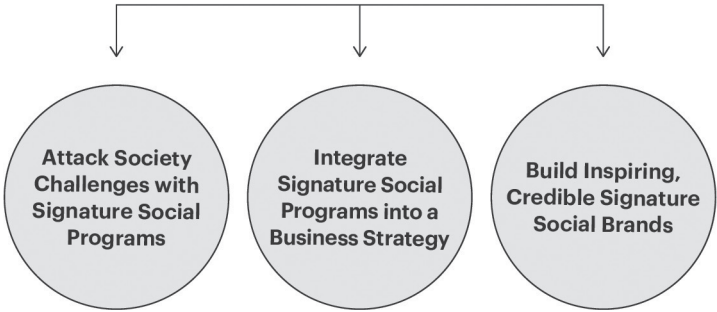 Attack Society
Challenges with
Signature Social
Programs
Integrate
Signature Social
Programs into a
Business Strategy
Build Inspiring,
Credible Signature
Social Brands